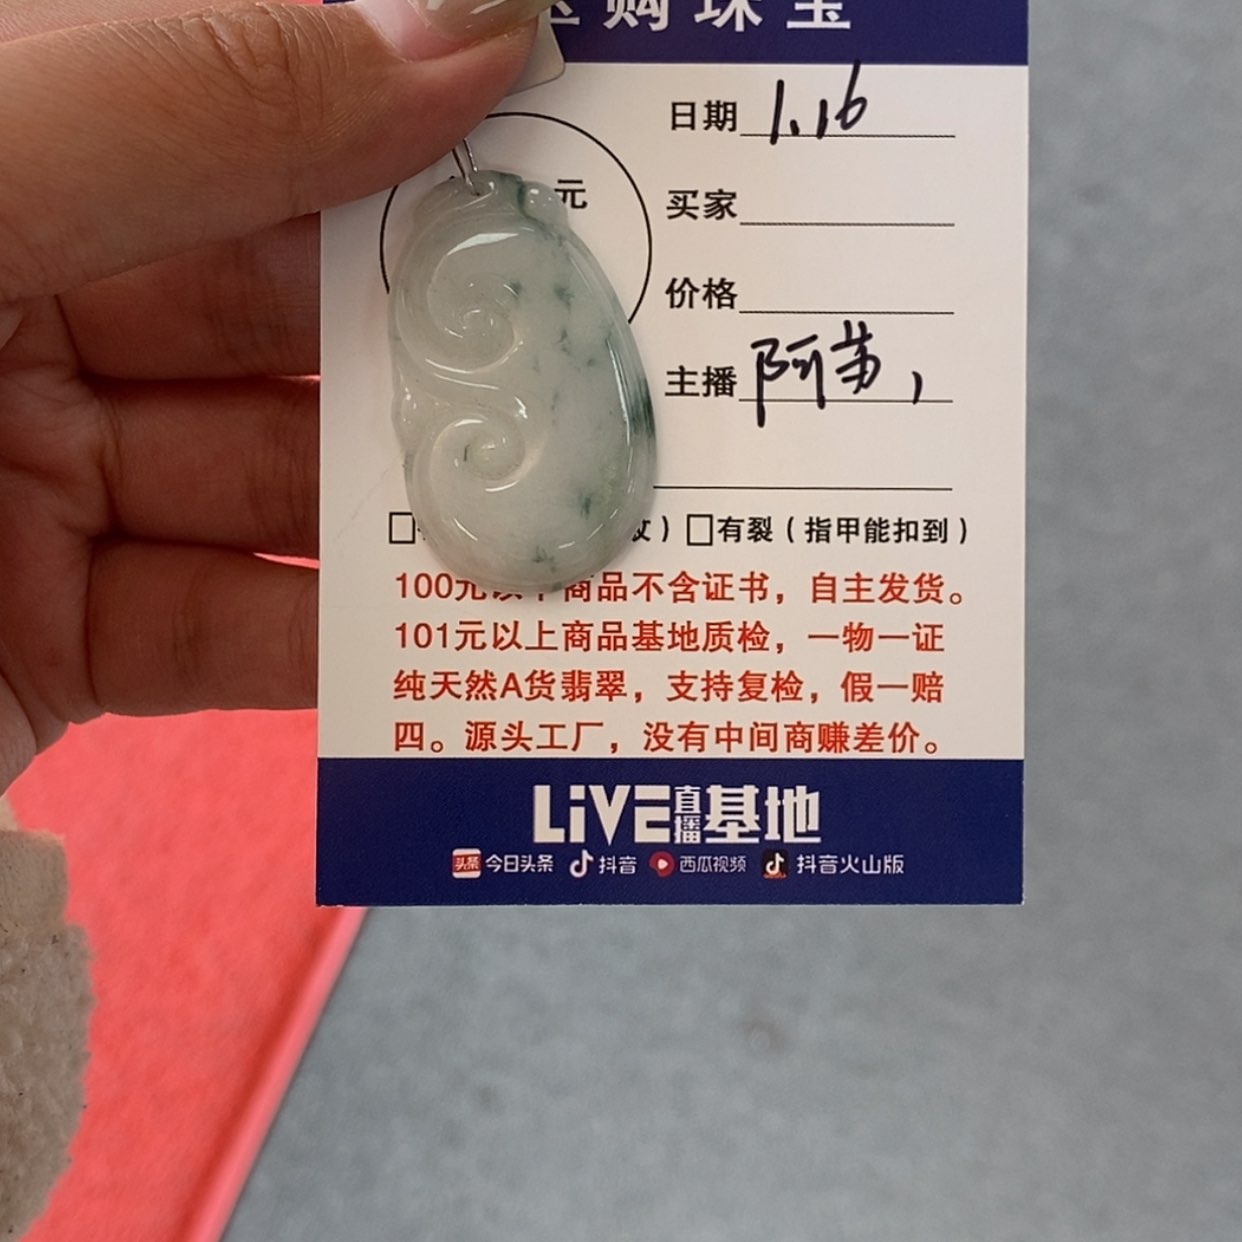 购珠宝
元
日期 1.16
买家
价格
主播 阿
）□有裂（指甲能扣到）
100元以下商品不含证书，自主发货。
101元以上商品基地质检，一物一证
纯天然A货翡翠，支持复检，假一赔
四。源头工厂，没有中间商赚差价。
LiVE直播基地
头条 今日头条 抖音 西瓜视频 抖音火山版